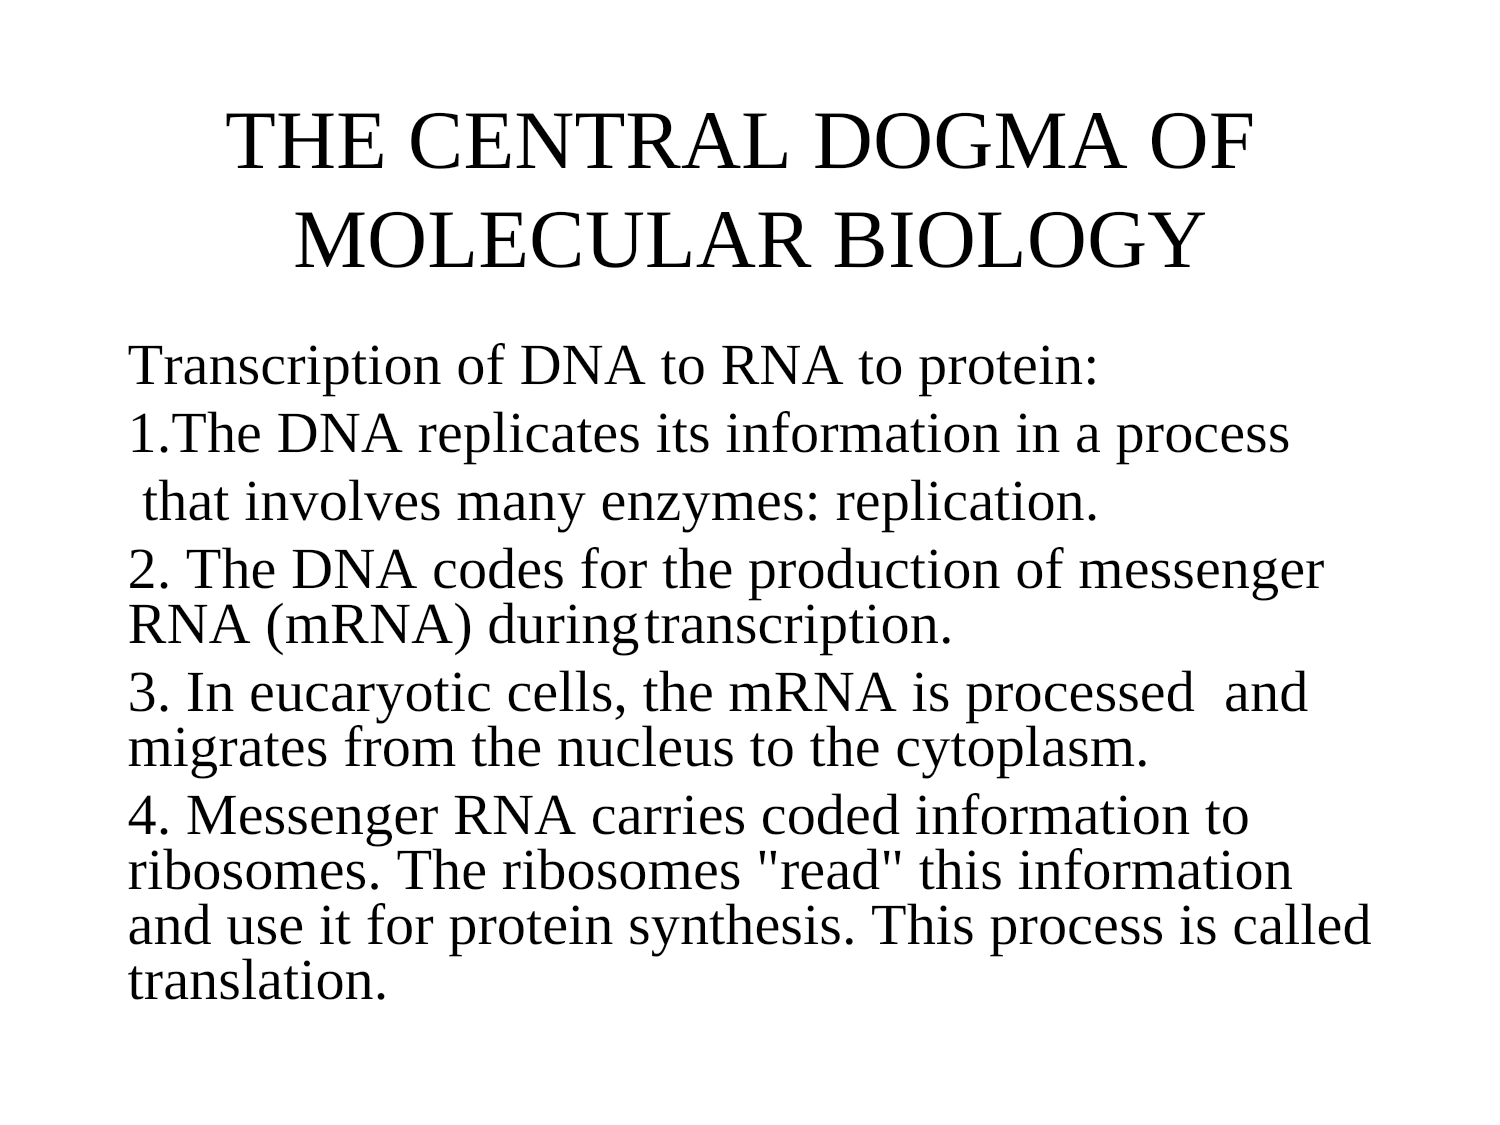 THE CENTRAL DOGMA OF
MOLECULAR BIOLOGY
Transcription of DNA to RNA to protein:
1.The DNA replicates its information in a process
that involves many enzymes: replication.
2. The DNA codes for the production of messenger
RNA (mRNA) during transcription.
3. In eucaryotic cells, the mRNA is processed  and
migrates from the nucleus to the cytoplasm.
4. Messenger RNA carries coded information to
ribosomes. The ribosomes "read" this information
and use it for protein synthesis. This process is called
translation.